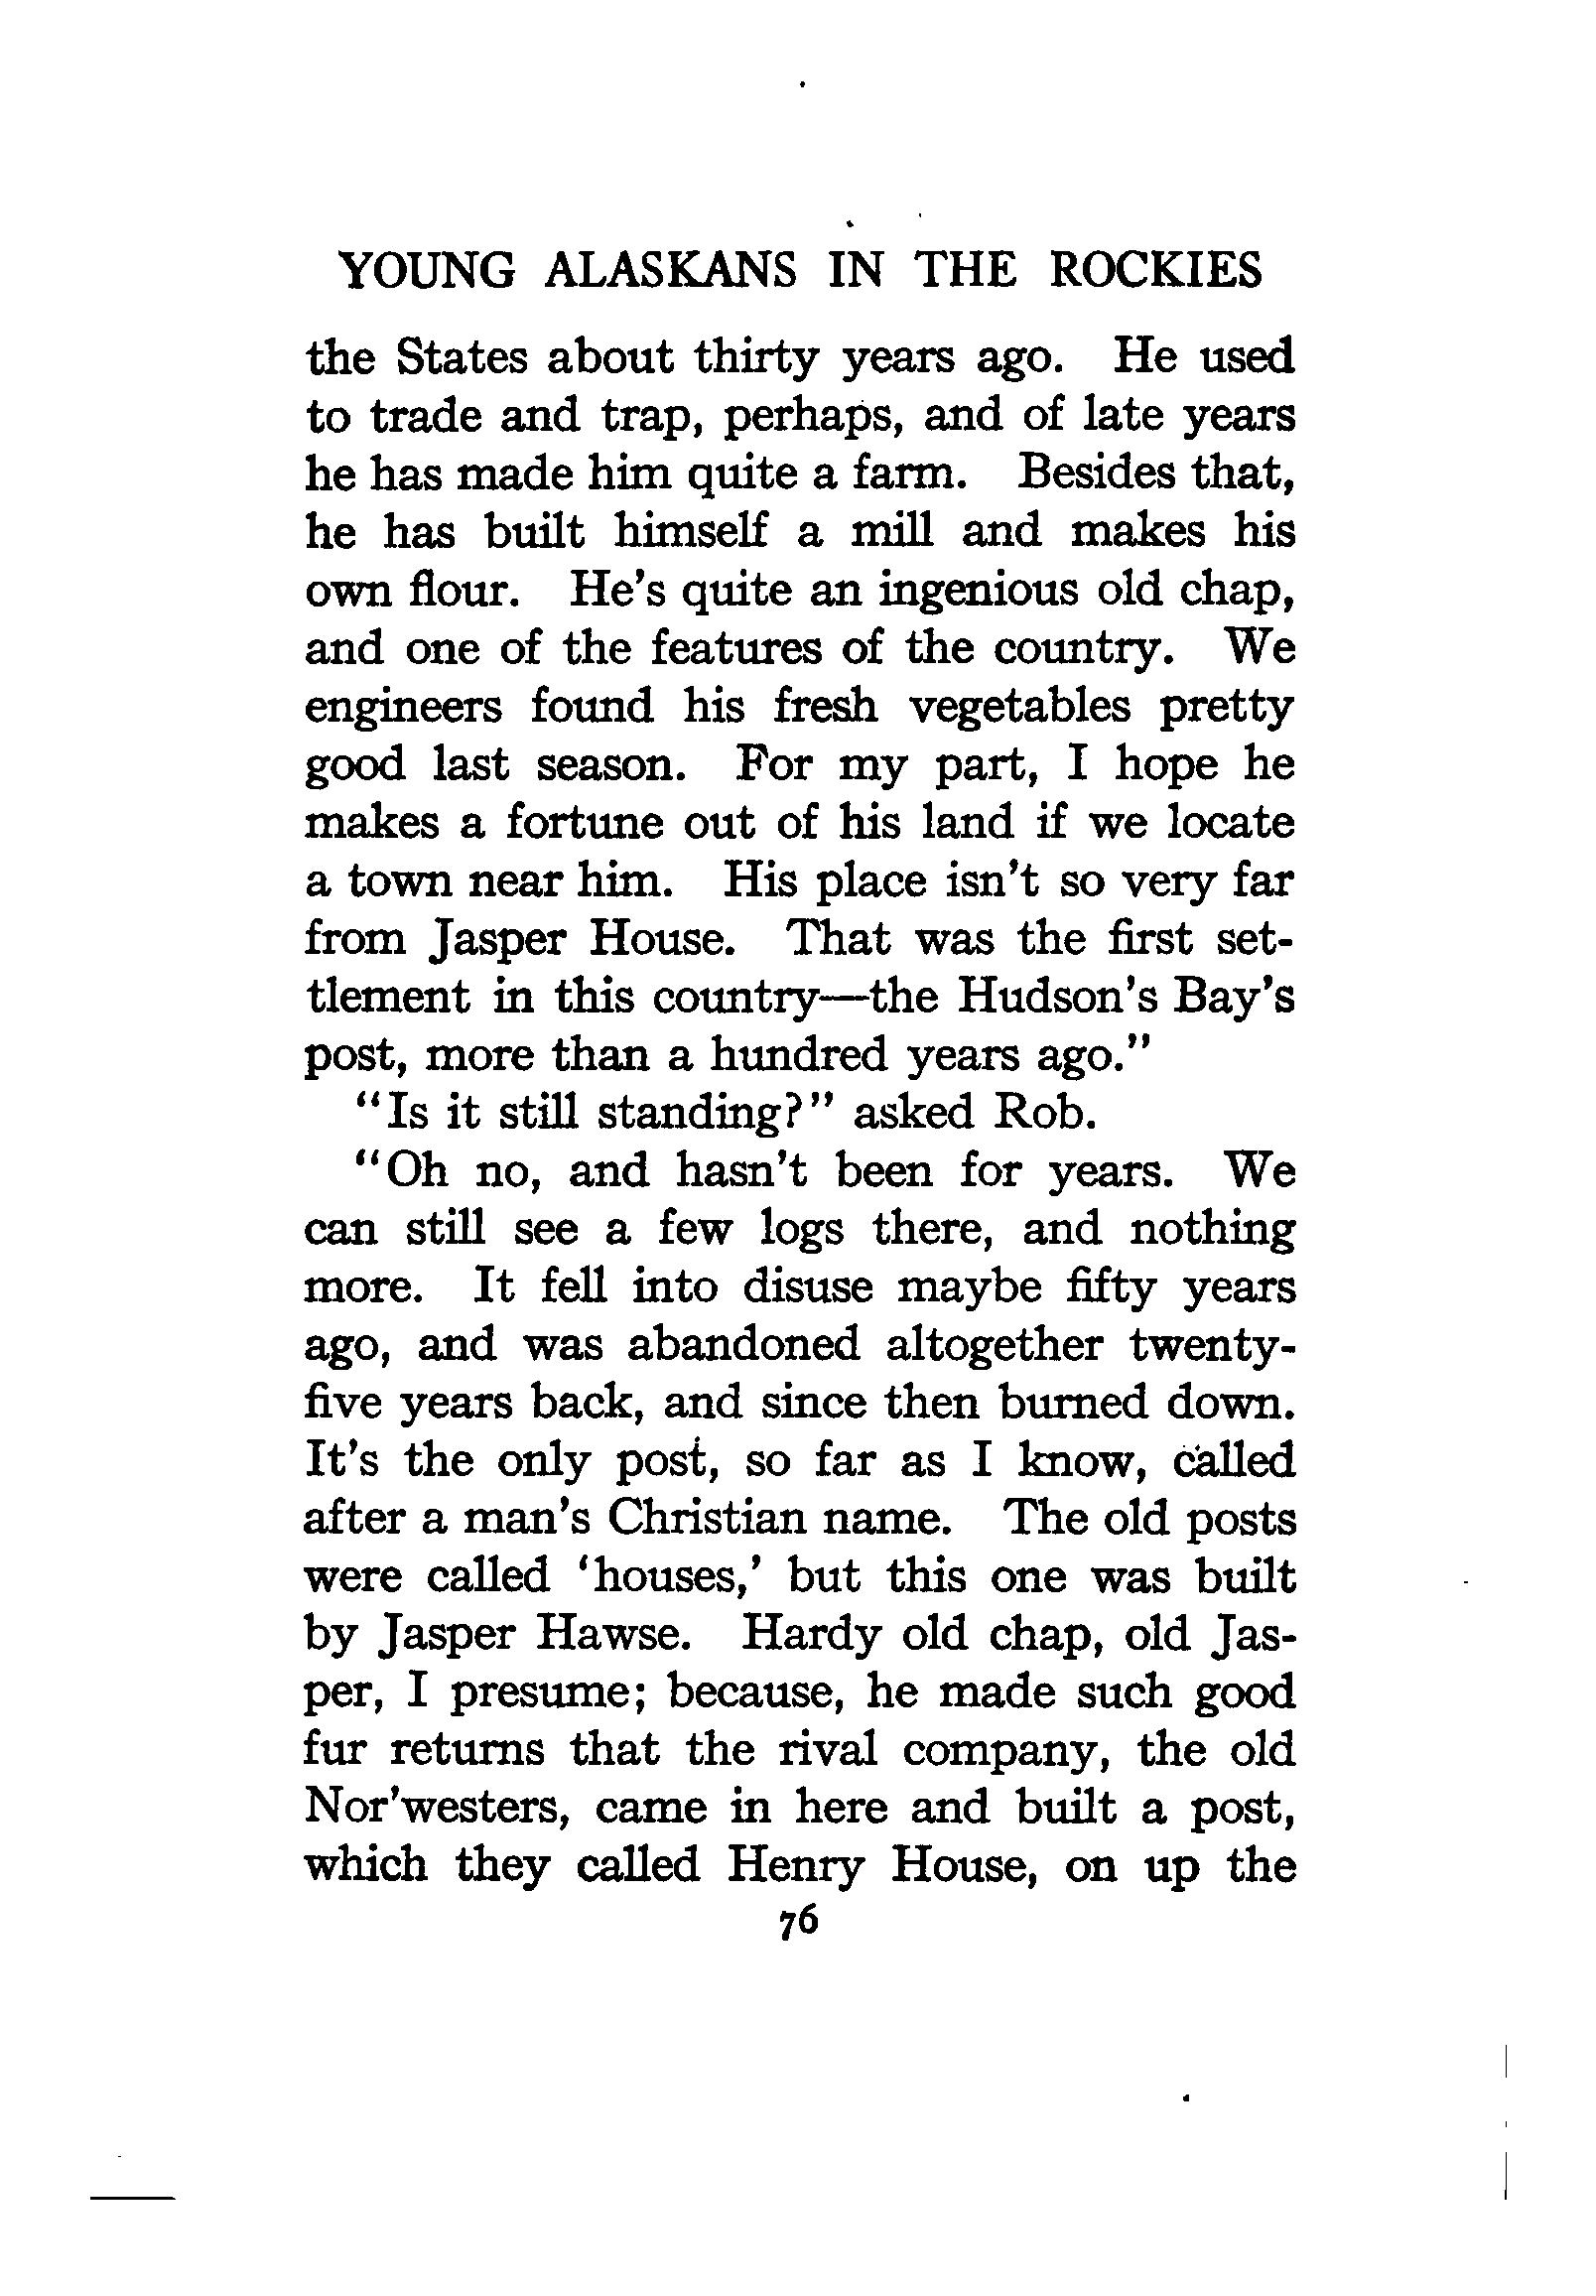 YOUNG ALASKANS IN THE ROCKIES
the States about thirty years ago. He used
to trade and trap, perhaps, and of late years
he has made him quite a farm. Besides that,
he has built himself a mill and makes his
own flour. He's quite an ingenious old chap,
and one of the features of the country. We
engineers found his fresh vegetables pretty
good last season. For my part, I hope he
makes a fortune out of his land if we locate
a town near him. His place isn't so very far
from Jasper House. That was the first set-
tlement in this country—the Hudson's Bay's
post, more than a hundred years ago."
"Is it still standing?" asked Rob.
"Oh no, and hasn't been for years. We
can still see a few logs there, and nothing
more. It fell into disuse maybe fifty years
ago, and was abandoned altogether twenty-
five years back, and since then burned down.
It's the only post, so far as I know, called
after a man's Christian name. The old posts
were called 'houses,' but this one was built
by Jasper Hawse. Hardy old chap, old Jas-
per, I presume; because, he made such good
fur returns that the rival company, the old
Nor'westers, came in here and built a post,
which they called Henry House, on up the
76